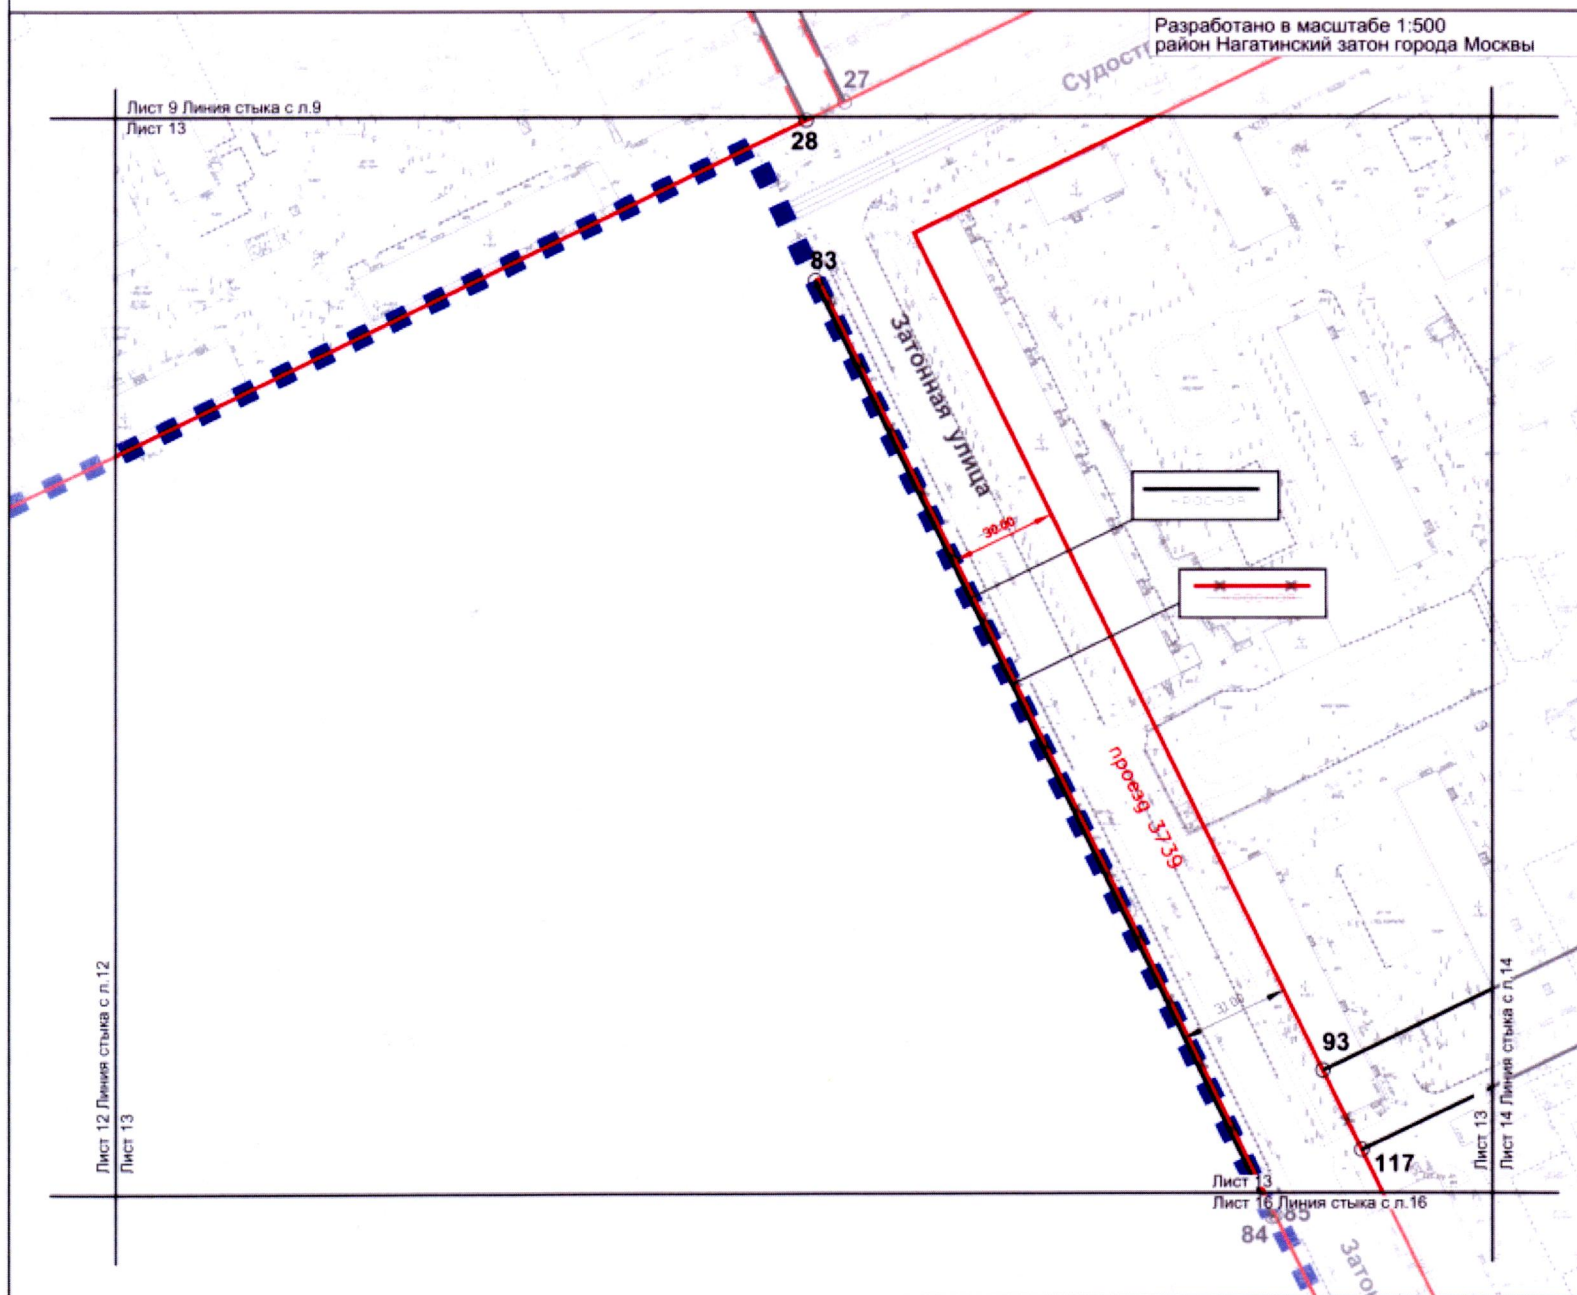 Разработано в масштабе 1:500
район Нагатинский затон города Москвы
27
Лист 9 Линия стыка с л.9
Лист 13
28
83
Затонная улица
30.00
проезд 3739
31.00
93
117
Лист 12 Линия стыка с л.12
Лист 13
Лист 13
Лист 14 Линия стыка с л.14
Лист 13
Лист 16 Линия стыка с л.16
85
84